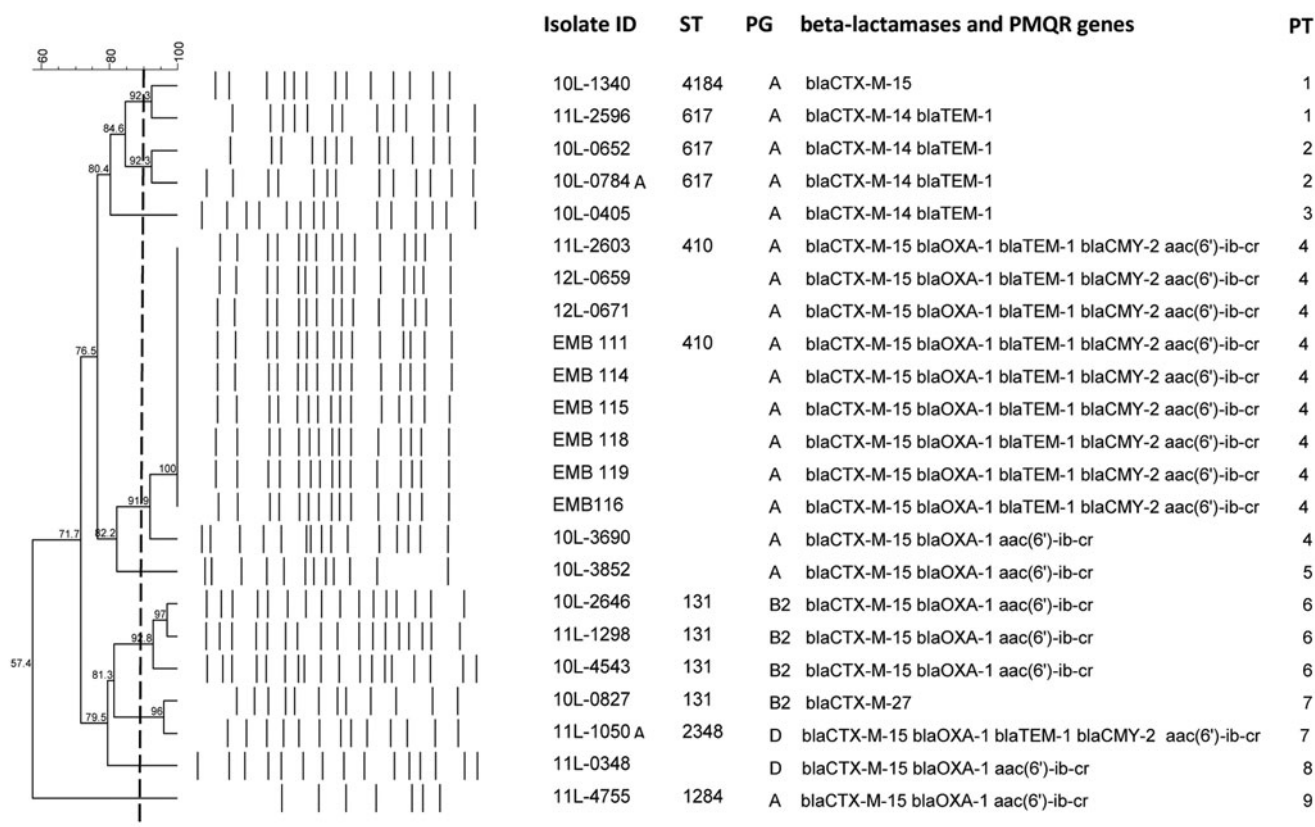 Isolate ID ST PG beta-lactamases and PMQR genes PT
60 80 100
10L-1340 4184 A blaCTX-M-15 1
92.3
11L-2596 617 A blaCTX-M-14 blaTEM-1 1
84.6
10L-0652 617 A blaCTX-M-14 blaTEM-1 2
92.3
80.4
10L-0784 A 617 A blaCTX-M-14 blaTEM-1 2
10L-0405 A blaCTX-M-14 blaTEM-1 3
11L-2603 410 A blaCTX-M-15 blaOXA-1 blaTEM-1 blaCMY-2 aac(6')-ib-cr 4
12L-0659 A blaCTX-M-15 blaOXA-1 blaTEM-1 blaCMY-2 aac(6')-ib-cr 4
12L-0671 A blaCTX-M-15 blaOXA-1 blaTEM-1 blaCMY-2 aac(6')-ib-cr 4
76.5
EMB 111 410 A blaCTX-M-15 blaOXA-1 blaTEM-1 blaCMY-2 aac(6')-ib-cr 4
EMB 114 A blaCTX-M-15 blaOXA-1 blaTEM-1 blaCMY-2 aac(6')-ib-cr 4
EMB 115 A blaCTX-M-15 blaOXA-1 blaTEM-1 blaCMY-2 aac(6')-ib-cr 4
EMB 118 A blaCTX-M-15 blaOXA-1 blaTEM-1 blaCMY-2 aac(6')-ib-cr 4
100
EMB 119 A blaCTX-M-15 blaOXA-1 blaTEM-1 blaCMY-2 aac(6')-ib-cr 4
91.9
EMB116 A blaCTX-M-15 blaOXA-1 blaTEM-1 blaCMY-2 aac(6')-ib-cr 4
71.7 82.2
10L-3690 A blaCTX-M-15 blaOXA-1 aac(6')-ib-cr 4
10L-3852 A blaCTX-M-15 blaOXA-1 aac(6')-ib-cr 5
10L-2646 131 B2 blaCTX-M-15 blaOXA-1 aac(6')-ib-cr 6
97
11L-1298 131 B2 blaCTX-M-15 blaOXA-1 aac(6')-ib-cr 6
92.8
57.4
10L-4543 131 B2 blaCTX-M-15 blaOXA-1 aac(6')-ib-cr 6
81.3
10L-0827 131 B2 blaCTX-M-27 7
79.5 96
11L-1050 A 2348 D blaCTX-M-15 blaOXA-1 blaTEM-1 blaCMY-2 aac(6')-ib-cr 7
11L-0348 D blaCTX-M-15 blaOXA-1 aac(6')-ib-cr 8
11L-4755 1284 A blaCTX-M-15 blaOXA-1 aac(6')-ib-cr 9